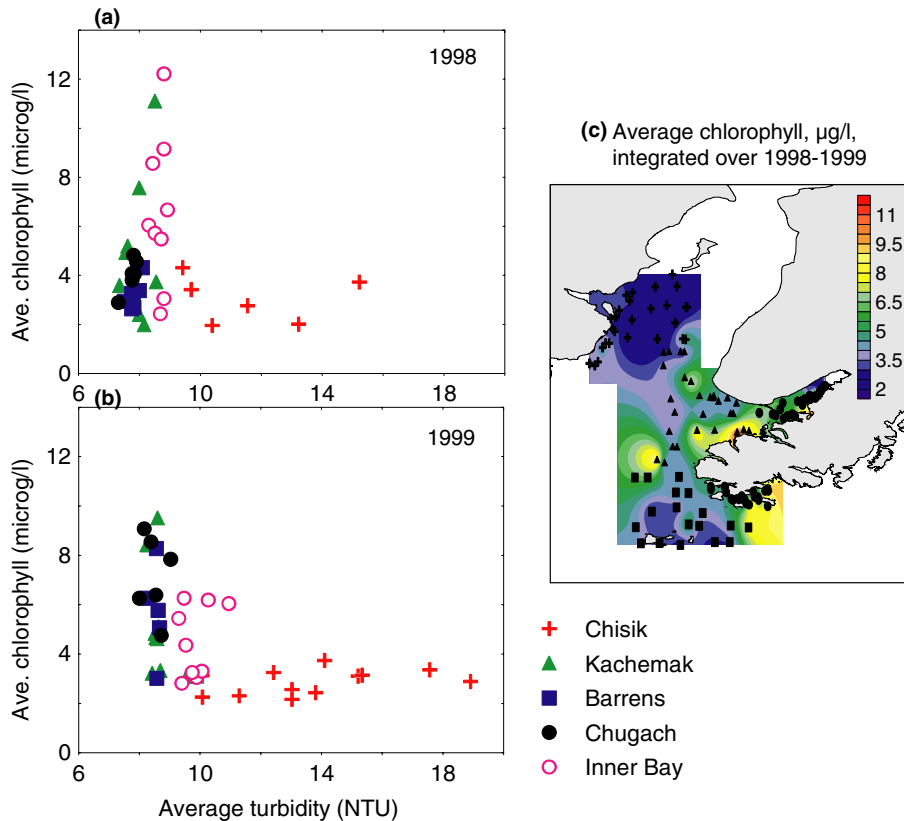 (a)
1998
12
8
4
0
Ave. chlorophyll (microg/l)
6
10
14
18
(b)
1999
12
8
4
0
Ave. chlorophyll (microg/l)
6
10
14
18
Average turbidity (NTU)
(c) Average chlorophyll, µg/l,
integrated over 1998-1999
11
9.5
8
6.5
5
3.5
2
Chisik
Kachemak
Barrens
Chugach
Inner Bay